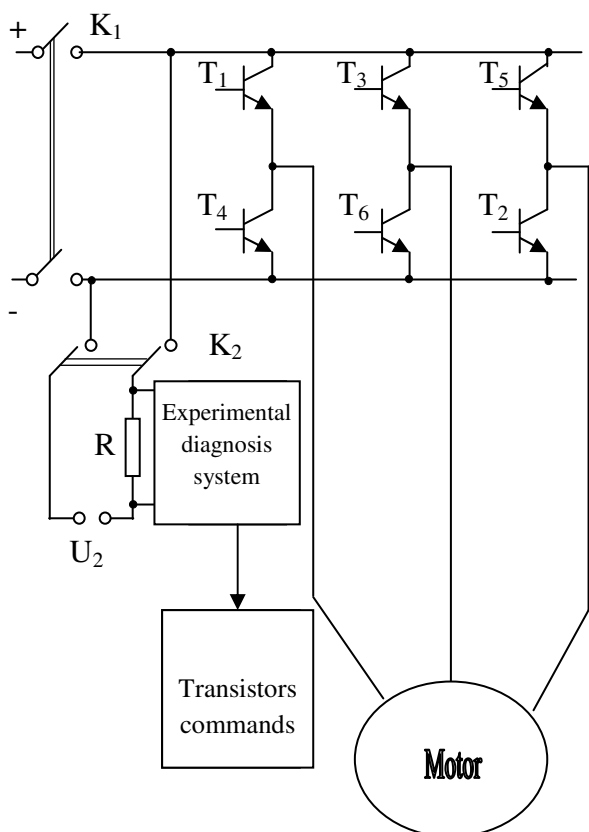 +
K₁
T₁
T₃
T₅
T₄
T₆
T₂
-
K₂
Experimental
diagnosis
system
R
U₂
Transistors
commands
Motor